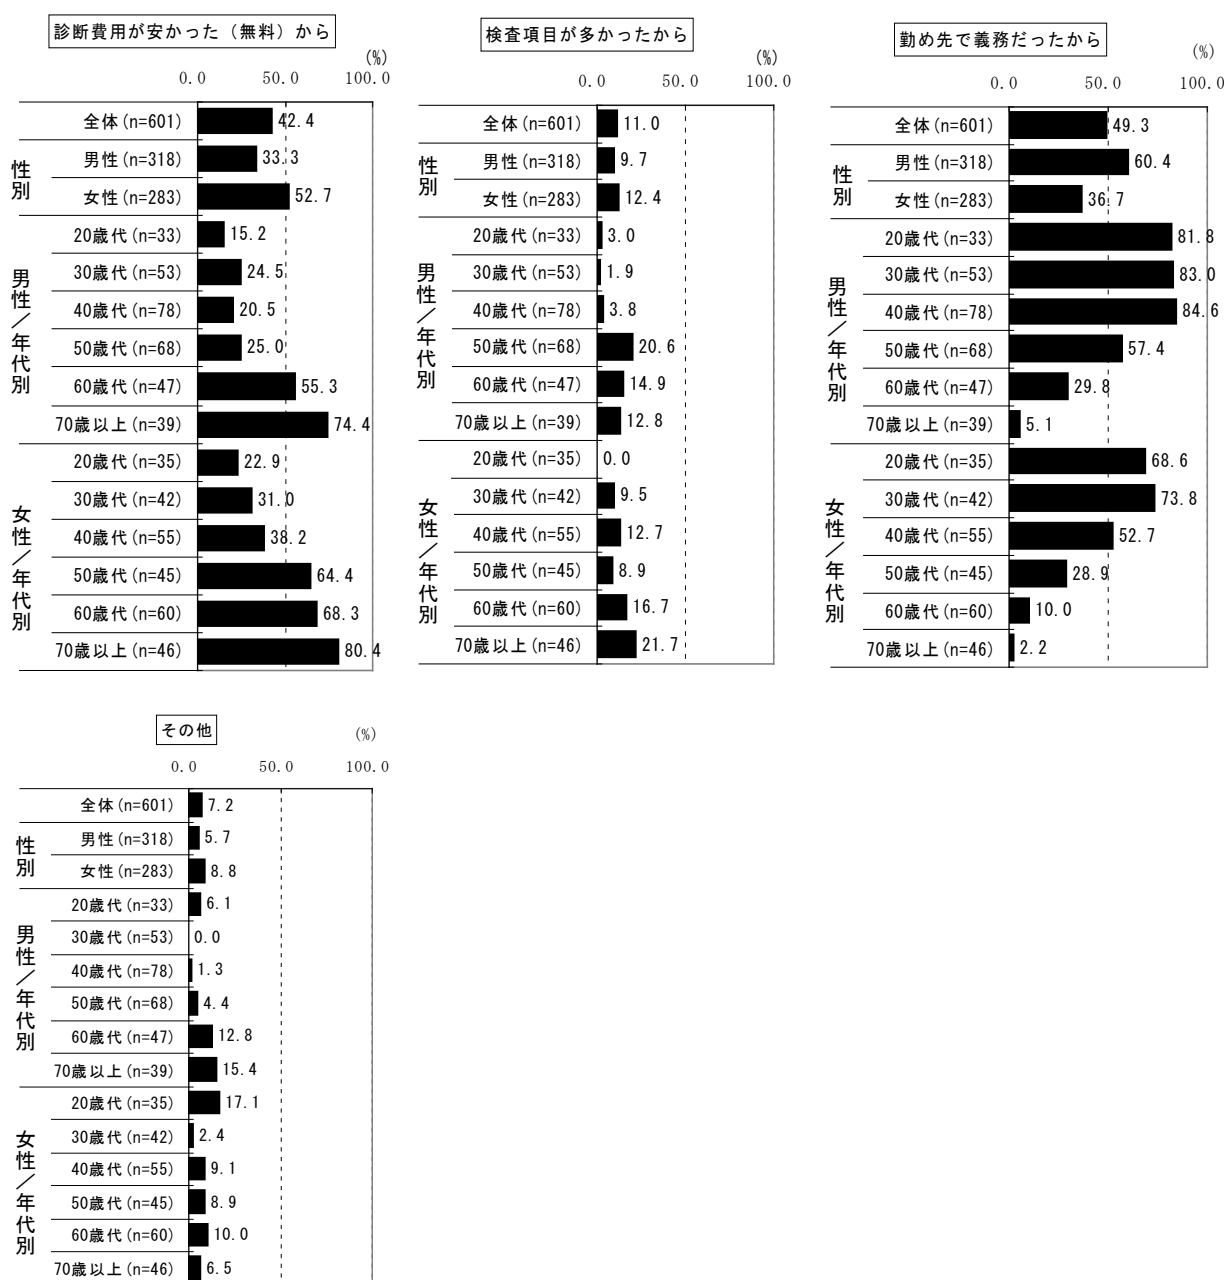 診断費用が安かった（無料）から
(%)
0.0 50.0 100.0
全体(n=601) 42.4
性別
男性(n=318) 33.3
女性(n=283) 52.7
男性／年代別
20歳代(n=33) 15.2
30歳代(n=53) 24.5
40歳代(n=78) 20.5
50歳代(n=68) 25.0
60歳代(n=47) 55.3
70歳以上(n=39) 74.4
女性／年代別
20歳代(n=35) 22.9
30歳代(n=42) 31.0
40歳代(n=55) 38.2
50歳代(n=45) 64.4
60歳代(n=60) 68.3
70歳以上(n=46) 80.4
検査項目が多かったから
(%)
0.0 50.0 100.0
全体(n=601) 11.0
性別
男性(n=318) 9.7
女性(n=283) 12.4
男性／年代別
20歳代(n=33) 3.0
30歳代(n=53) 1.9
40歳代(n=78) 3.8
50歳代(n=68) 20.6
60歳代(n=47) 14.9
70歳以上(n=39) 12.8
女性／年代別
20歳代(n=35) 0.0
30歳代(n=42) 9.5
40歳代(n=55) 12.7
50歳代(n=45) 8.9
60歳代(n=60) 16.7
70歳以上(n=46) 21.7
勤め先で義務だったから
(%)
0.0 50.0 100.0
全体(n=601) 49.3
性別
男性(n=318) 60.4
女性(n=283) 36.7
男性／年代別
20歳代(n=33) 81.8
30歳代(n=53) 83.0
40歳代(n=78) 84.6
50歳代(n=68) 57.4
60歳代(n=47) 29.8
70歳以上(n=39) 5.1
女性／年代別
20歳代(n=35) 68.6
30歳代(n=42) 73.8
40歳代(n=55) 52.7
50歳代(n=45) 28.9
60歳代(n=60) 10.0
70歳以上(n=46) 2.2
その他
(%)
0.0 50.0 100.0
全体(n=601) 7.2
性別
男性(n=318) 5.7
女性(n=283) 8.8
男性／年代別
20歳代(n=33) 6.1
30歳代(n=53) 0.0
40歳代(n=78) 1.3
50歳代(n=68) 4.4
60歳代(n=47) 12.8
70歳以上(n=39) 15.4
女性／年代別
20歳代(n=35) 17.1
30歳代(n=42) 2.4
40歳代(n=55) 9.1
50歳代(n=45) 8.9
60歳代(n=60) 10.0
70歳以上(n=46) 6.5